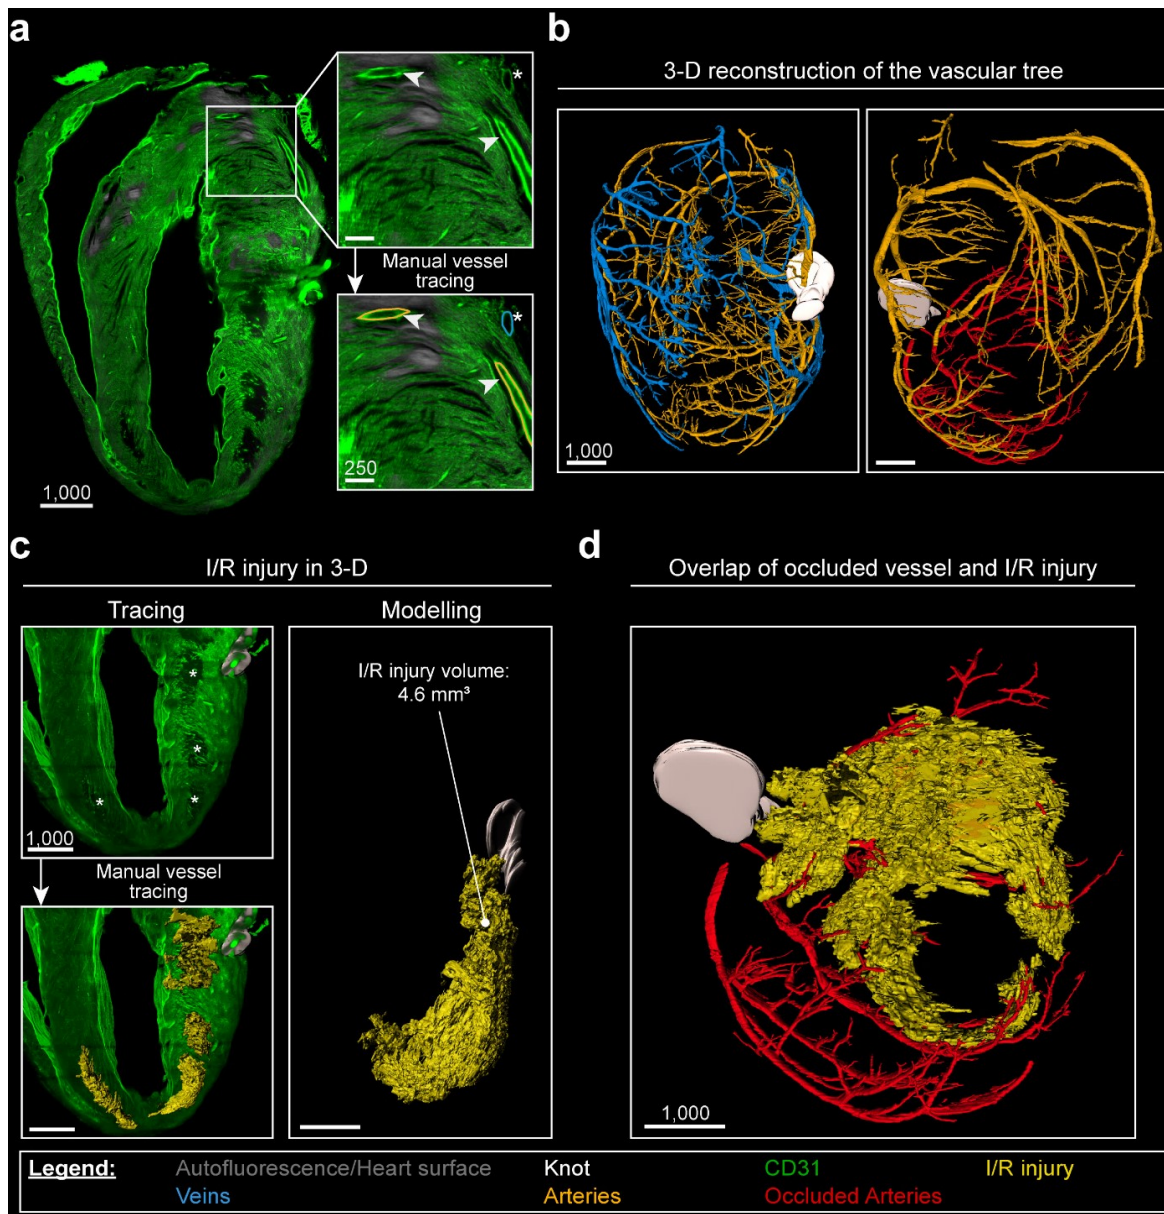 a
*
Manual vessel
tracing
*
250
1,000
b
3-D reconstruction of the vascular tree
1,000
c
I/R injury in 3-D
Tracing
*
*
*
*
1,000
Manual vessel
tracing
Modelling
I/R injury volume:
4.6 mm³
d
Overlap of occluded vessel and I/R injury
1,000
Legend: Autofluorescence/Heart surface Knot CD31 I/R injury
Veins Arteries Occluded Arteries